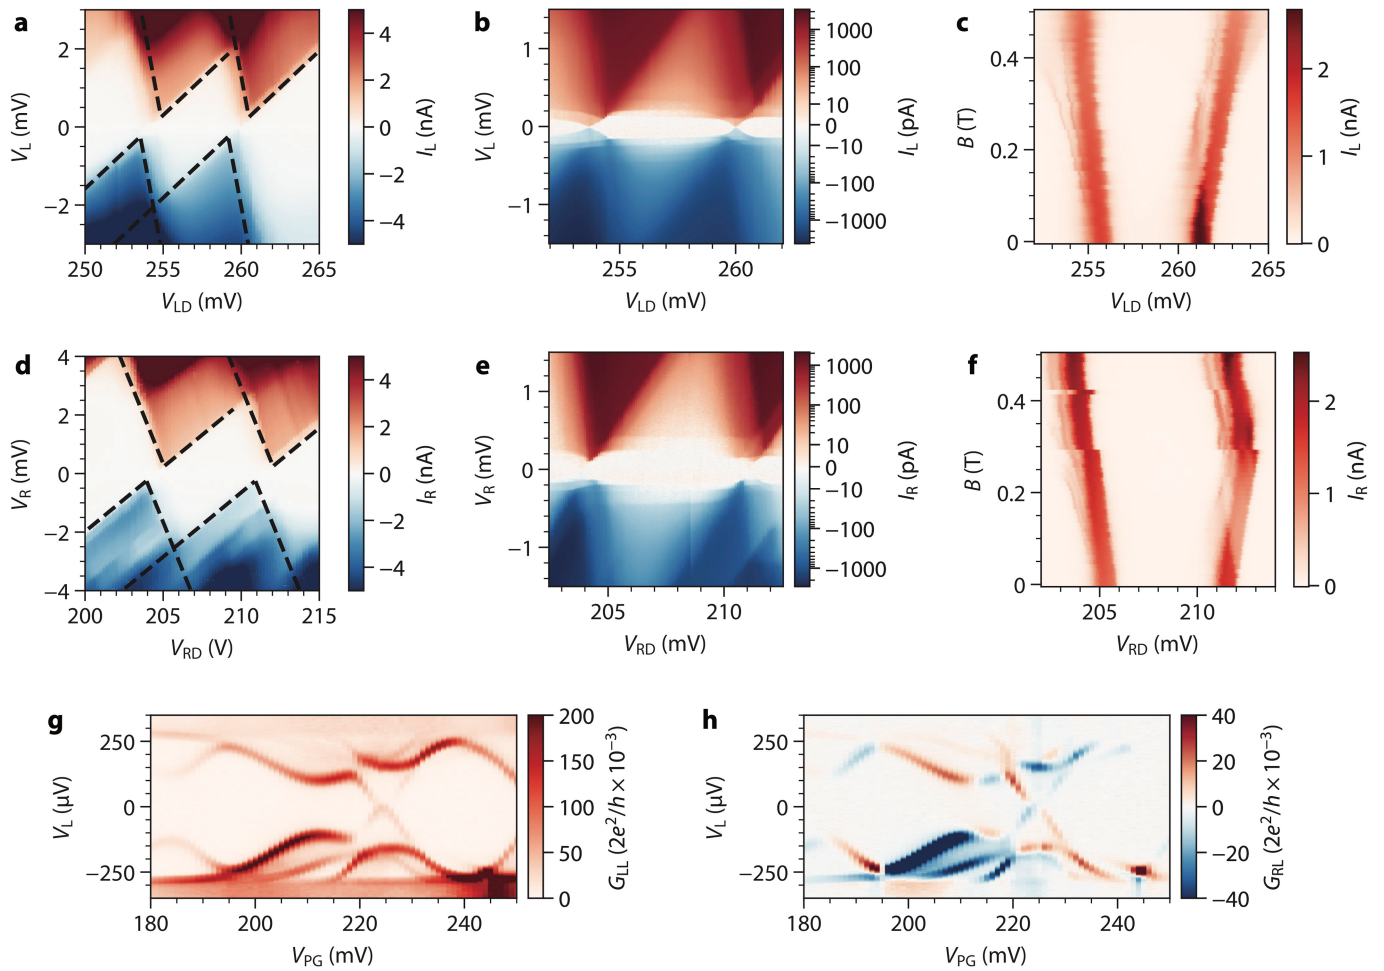 a
2
0
−2
V_L (mV)
250 255 260 265
V_LD (mV)
4
2
0
−2
−4
I_L (nA)
b
1
0
−1
V_L (mV)
255 260
V_LD (mV)
1000
100
10
0
−10
−100
−1000
I_L (pA)
c
0.4
0.2
0
B (T)
255 260 265
V_LD (mV)
2
1
0
I_L (nA)
d
4
2
0
−2
−4
V_R (mV)
200 205 210 215
V_RD (V)
4
2
0
−2
−4
I_R (nA)
e
1
0
−1
V_R (mV)
205 210
V_RD (mV)
1000
100
10
0
−10
−100
−1000
I_R (pA)
f
0.4
0.2
0
B (T)
205 210
V_RD (mV)
2
1
0
I_R (nA)
g
250
0
−250
V_L (μV)
180 200 220 240
V_PG (mV)
200
150
100
50
0
G_LL (2e²/h × 10⁻³)
h
250
0
−250
V_L (μV)
180 200 220 240
V_PG (mV)
40
20
0
−20
−40
G_RL (2e²/h × 10⁻³)